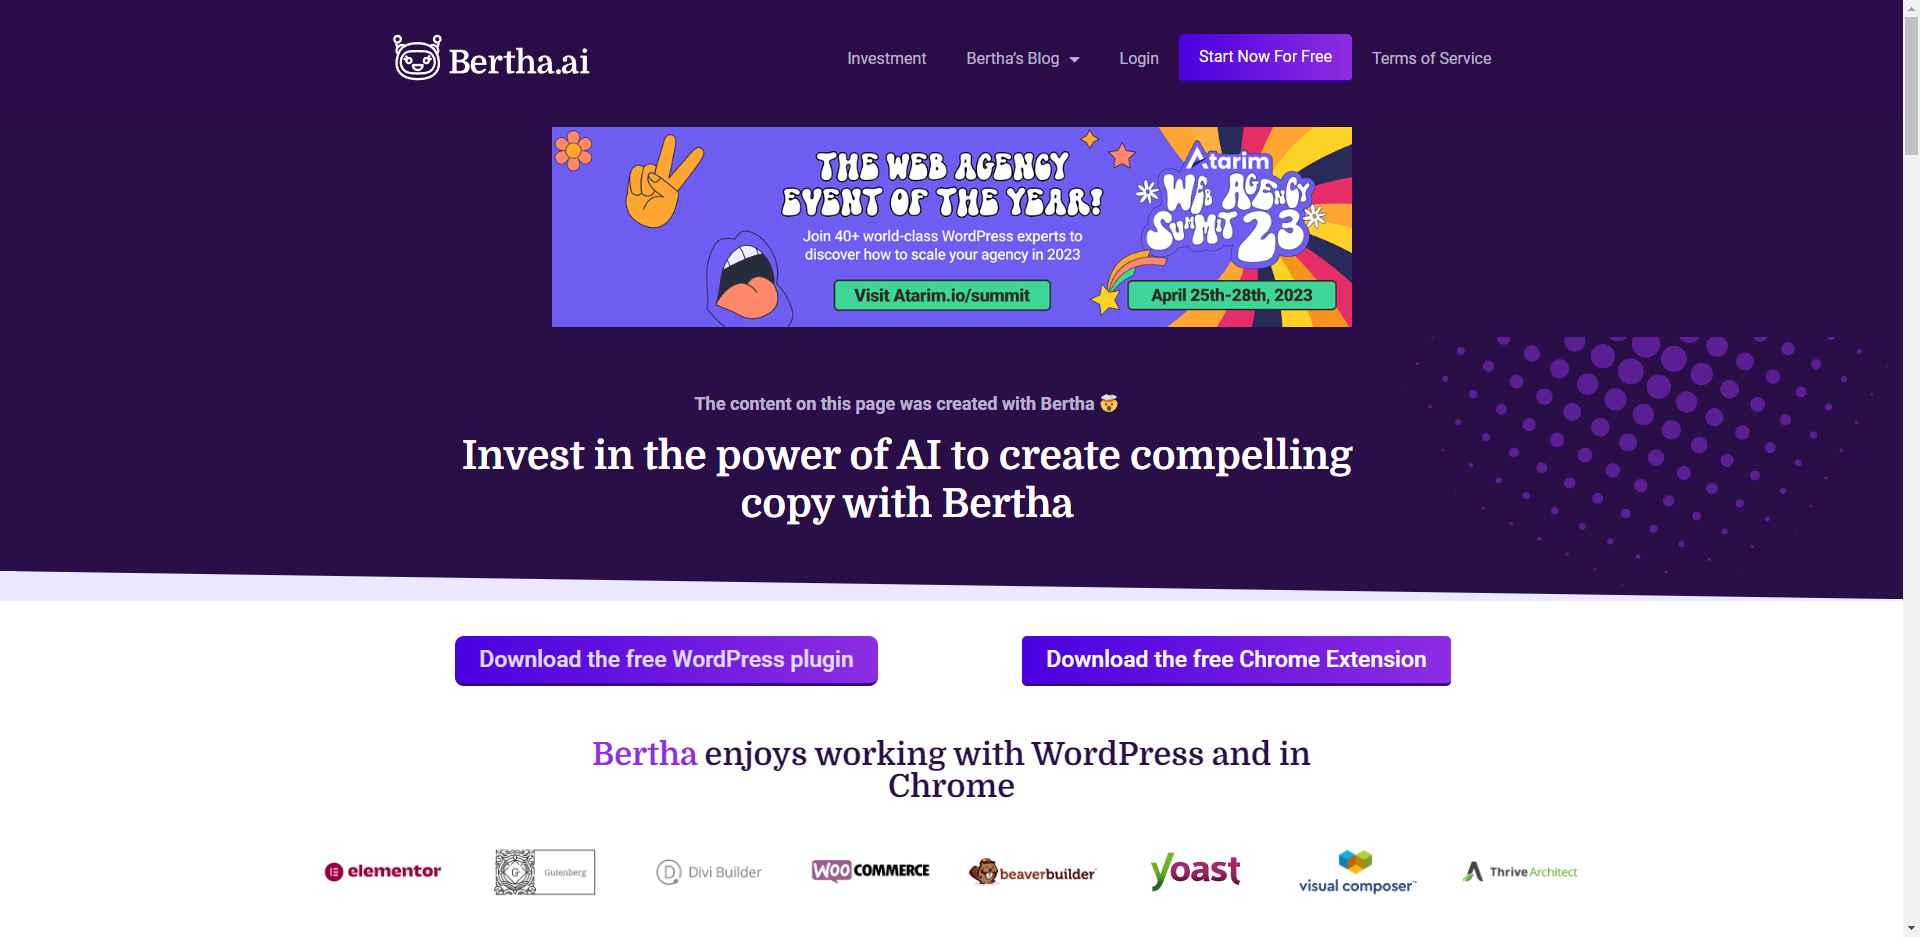 Bertha.ai
Investment
Bertha's Blog
Login
Start Now For Free
Terms of Service
THE WEB AGENCY
EVENT OF THE YEAR!
Join 40+ world-class WordPress experts to
discover how to scale your agency in 2023
Visit Atarim.io/summit
Atarim
WEB AGENCY
SUMMIT 23
April 25th-28th, 2023
The content on this page was created with Bertha 🤯
Invest in the power of AI to create compelling
copy with Bertha
Download the free WordPress plugin
Download the free Chrome Extension
Bertha enjoys working with WordPress and in
Chrome
elementor
G
Gutenberg
D
Divi Builder
WOO COMMERCE
beaverbuilder
yoast
visual composer™
Thrive Architect